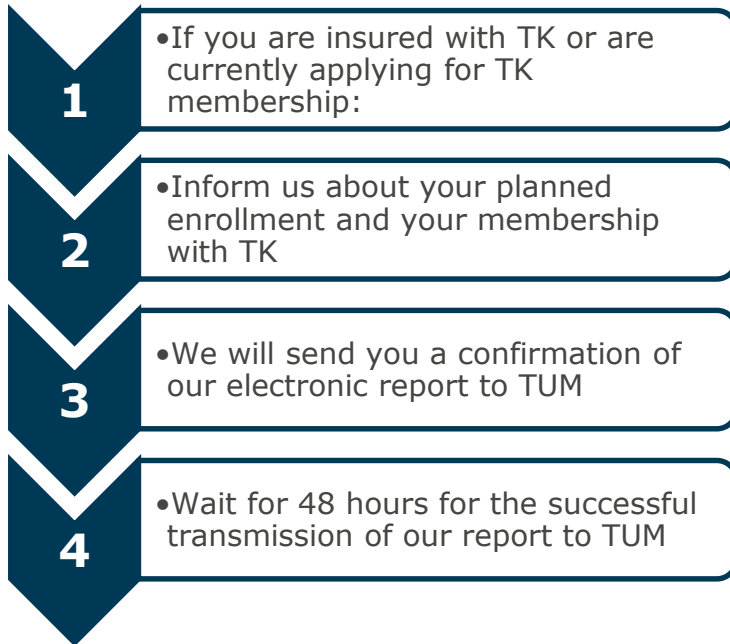 1
•If you are insured with TK or are
currently applying for TK
membership:
2
•Inform us about your planned
enrollment and your membership
with TK
3
•We will send you a confirmation of
our electronic report to TUM
4
•Wait for 48 hours for the successful
transmission of our report to TUM